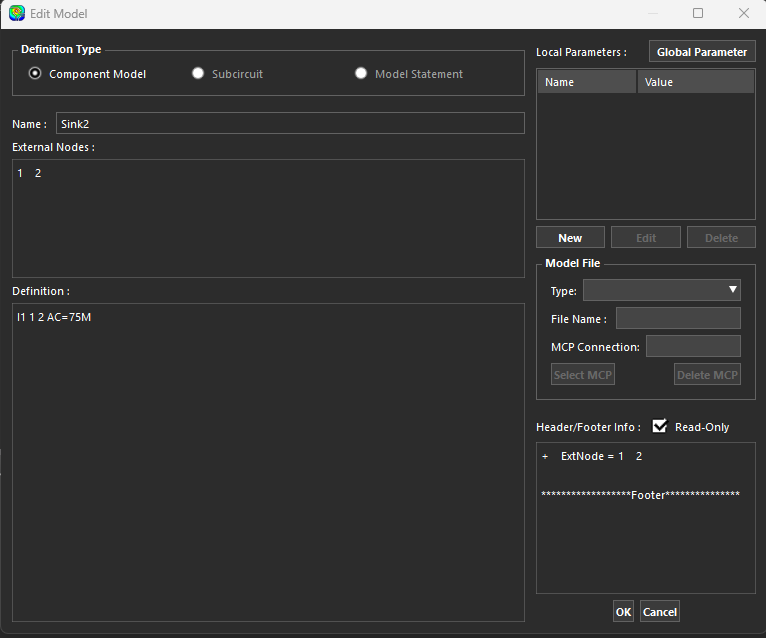 Edit Model
Definition Type
Component Model
Subcircuit
Model Statement
Name :
Sink2
External Nodes :
1 2
Definition :
I1 1 2 AC=75M
Local Parameters :
Global Parameter
Name Value
New Edit Delete
Model File
Type:
File Name :
MCP Connection:
Select MCP Delete MCP
Header/Footer Info :
Read-Only
+ ExtNode = 1 2
******************Footer***************
OK Cancel